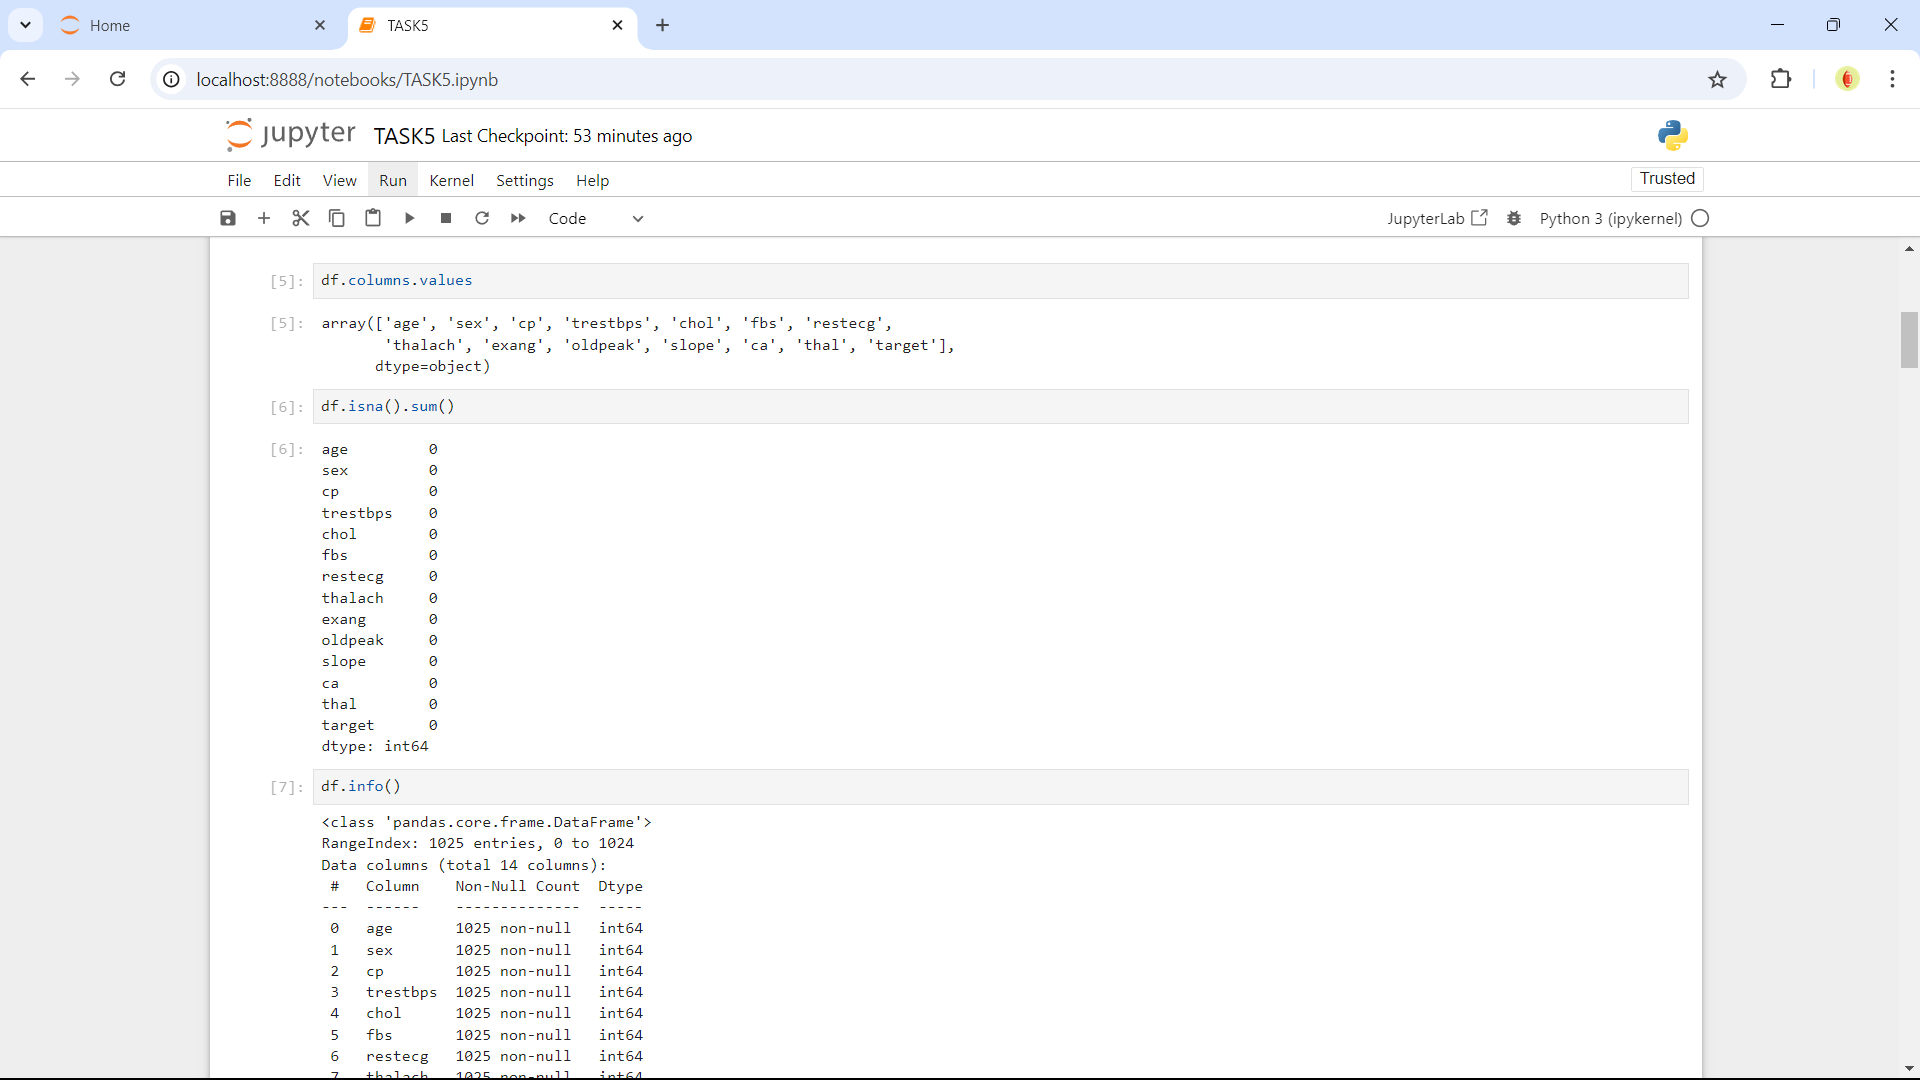 Home
TASK5
localhost:8888/notebooks/TASK5.ipynb
jupyter TASK5 Last Checkpoint: 53 minutes ago
File Edit View Run Kernel Settings Help Trusted
Code JupyterLab Python 3 (ipykernel)
[5]: df.columns.values
[5]: array(['age', 'sex', 'cp', 'trestbps', 'chol', 'fbs', 'restecg',
'thalach', 'exang', 'oldpeak', 'slope', 'ca', 'thal', 'target'],
dtype=object)
[6]: df.isna().sum()
[6]: age 0
sex 0
cp 0
trestbps 0
chol 0
fbs 0
restecg 0
thalach 0
exang 0
oldpeak 0
slope 0
ca 0
thal 0
target 0
dtype: int64
[7]: df.info()
<class 'pandas.core.frame.DataFrame'>
RangeIndex: 1025 entries, 0 to 1024
Data columns (total 14 columns):
# Column Non-Null Count Dtype
--- ------ -------------- -----
0 age 1025 non-null int64
1 sex 1025 non-null int64
2 cp 1025 non-null int64
3 trestbps 1025 non-null int64
4 chol 1025 non-null int64
5 fbs 1025 non-null int64
6 restecg 1025 non-null int64
7 thalach 1025 non-null int64